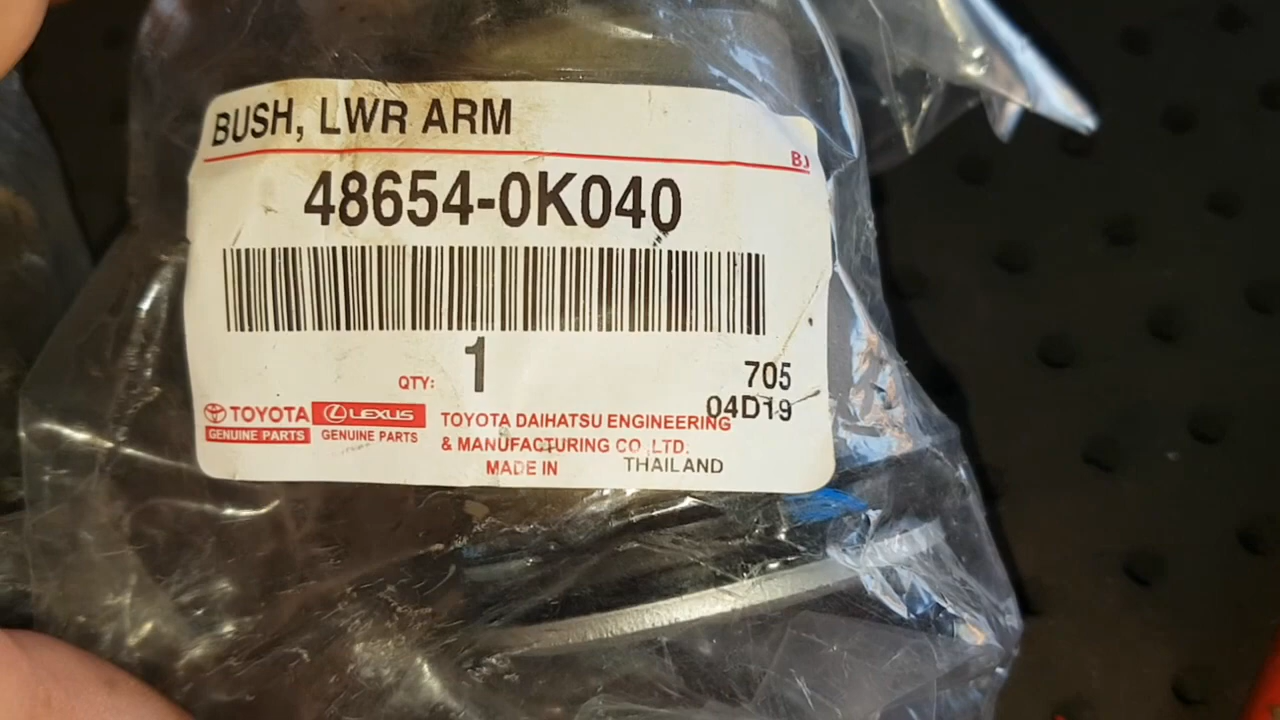 BUSH, LWR ARM
BJ
48654-0K040
QTY: 1
705
04D19
TOYOTA LEXUS
GENUINE PARTS GENUINE PARTS
TOYOTA DAIHATSU ENGINEERING
& MANUFACTURING CO.,LTD.
MADE IN THAILAND